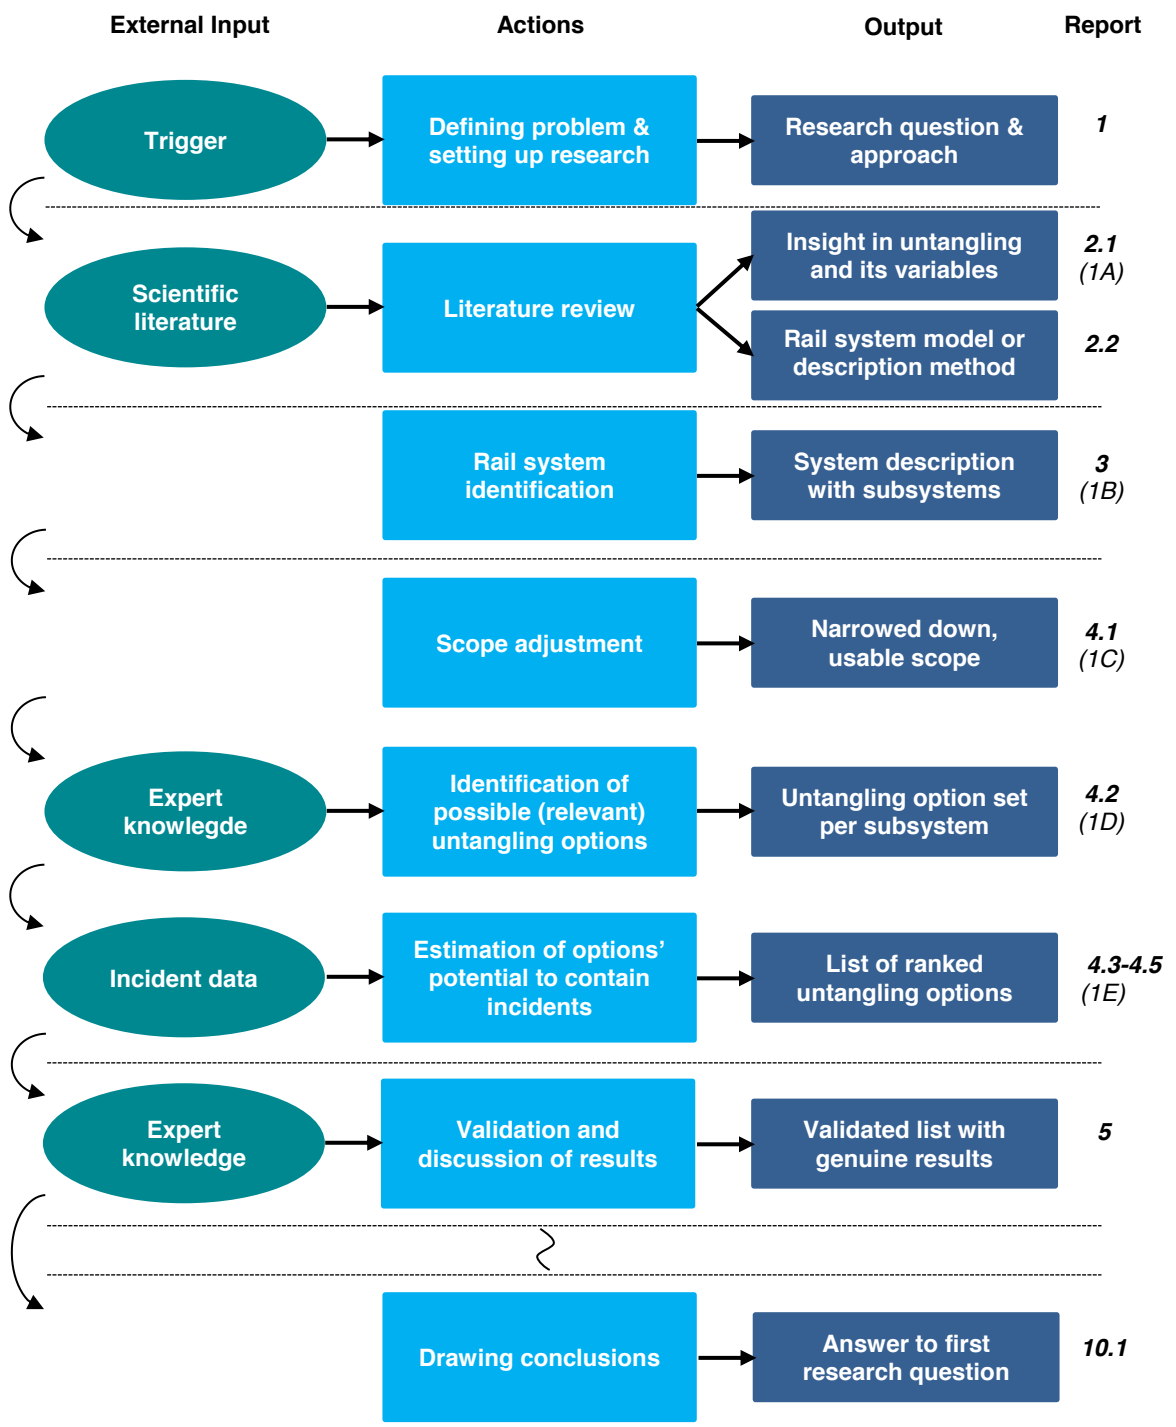 External Input
Actions
Output
Report
Trigger
Defining problem &
setting up research
Research question &
approach
1
Scientific
literature
Literature review
Insight in untangling
and its variables
2.1
(1A)
Rail system model or
description method
2.2
Rail system
identification
System description
with subsystems
3
(1B)
Scope adjustment
Narrowed down,
usable scope
4.1
(1C)
Expert
knowlegde
Identification of
possible (relevant)
untangling options
Untangling option set
per subsystem
4.2
(1D)
Incident data
Estimation of options’
potential to contain
incidents
List of ranked
untangling options
4.3-4.5
(1E)
Expert
knowledge
Validation and
discussion of results
Validated list with
genuine results
5
Drawing conclusions
Answer to first
research question
10.1